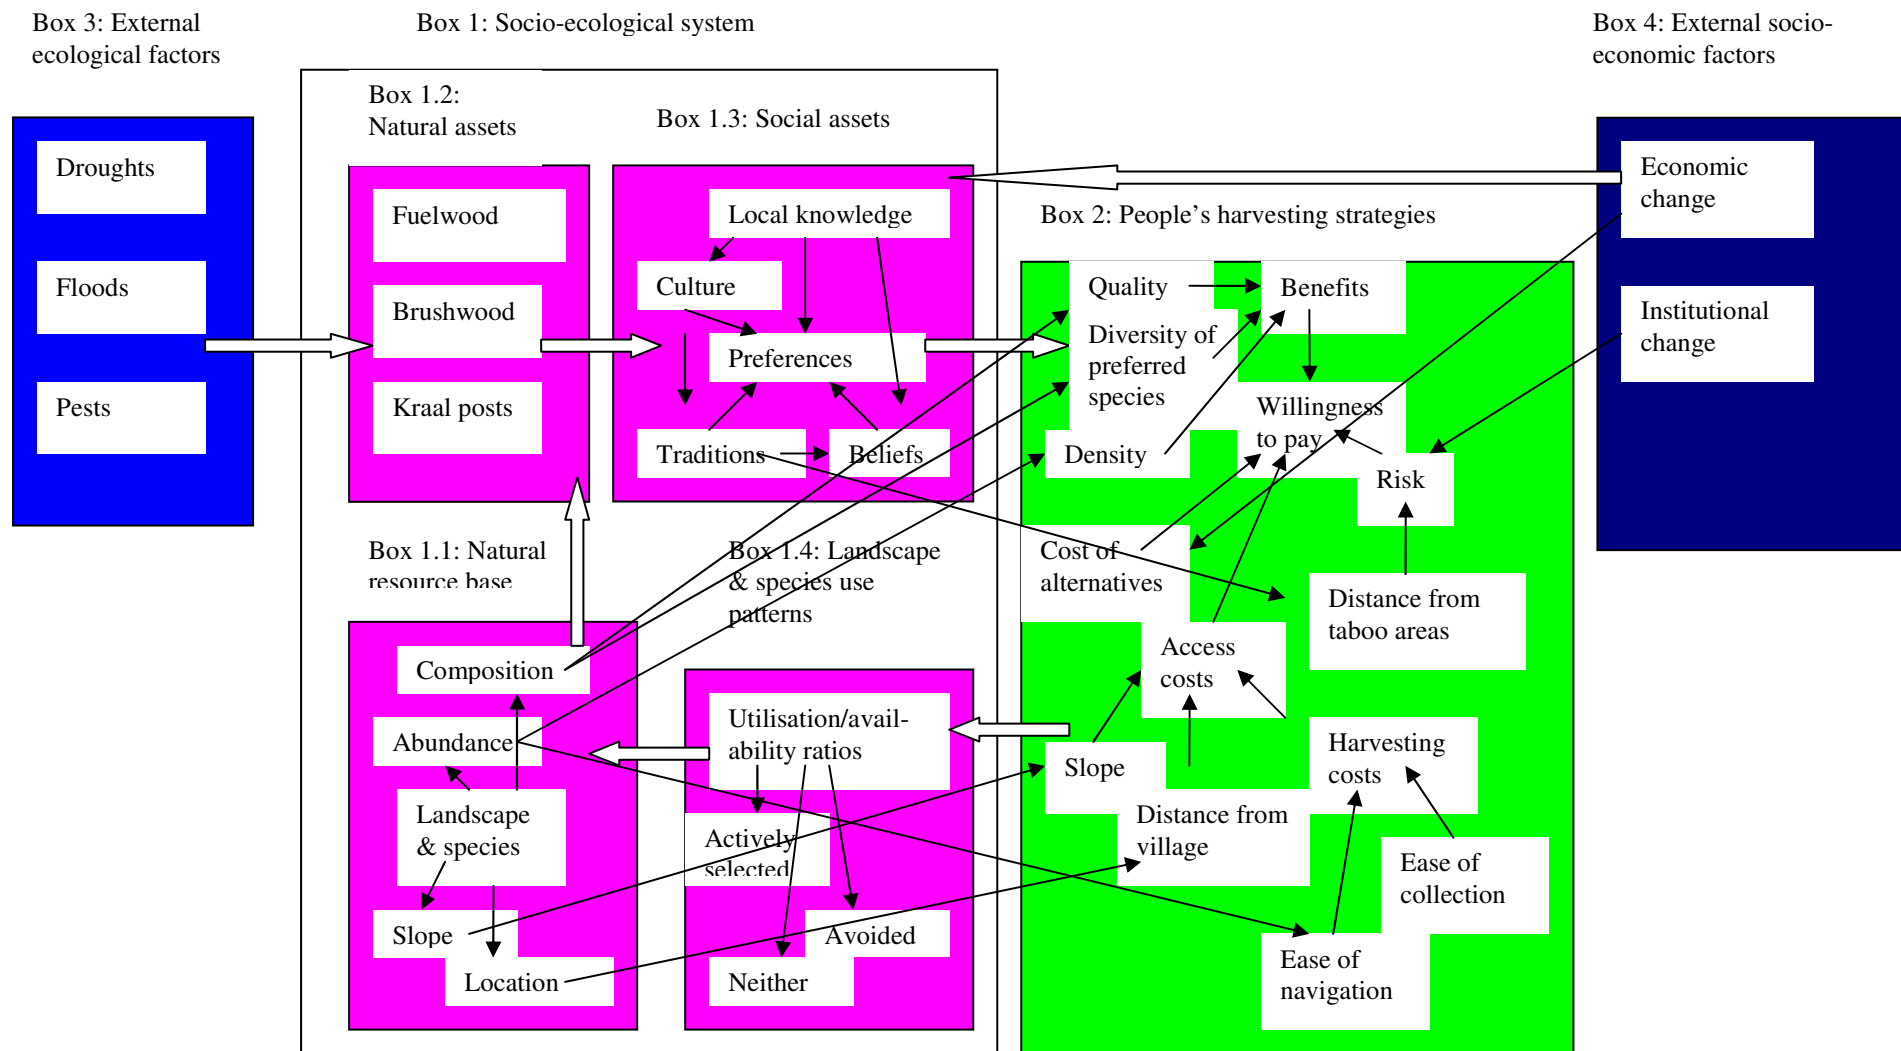 Box 3: External
ecological factors
Box 1: Socio-ecological system
Box 4: External socio-
economic factors
Box 1.2:
Natural assets
Box 1.3: Social assets
Droughts
Floods
Pests
Fuelwood
Brushwood
Kraal posts
Local knowledge
Culture
Preferences
Traditions
Beliefs
Box 2: People’s harvesting strategies
Quality
Benefits
Diversity of
preferred
species
Willingness
to pay
Density
Risk
Cost of
alternatives
Distance from
taboo areas
Access
costs
Slope
Harvesting
costs
Distance from
village
Ease of
collection
Ease of
navigation
Economic
change
Institutional
change
Box 1.1: Natural
resource base
Composition
Abundance
Landscape
& species
Slope
Location
Box 1.4: Landscape
& species use
patterns
Utilisation/avail-
ability ratios
Actively
selected
Avoided
Neither